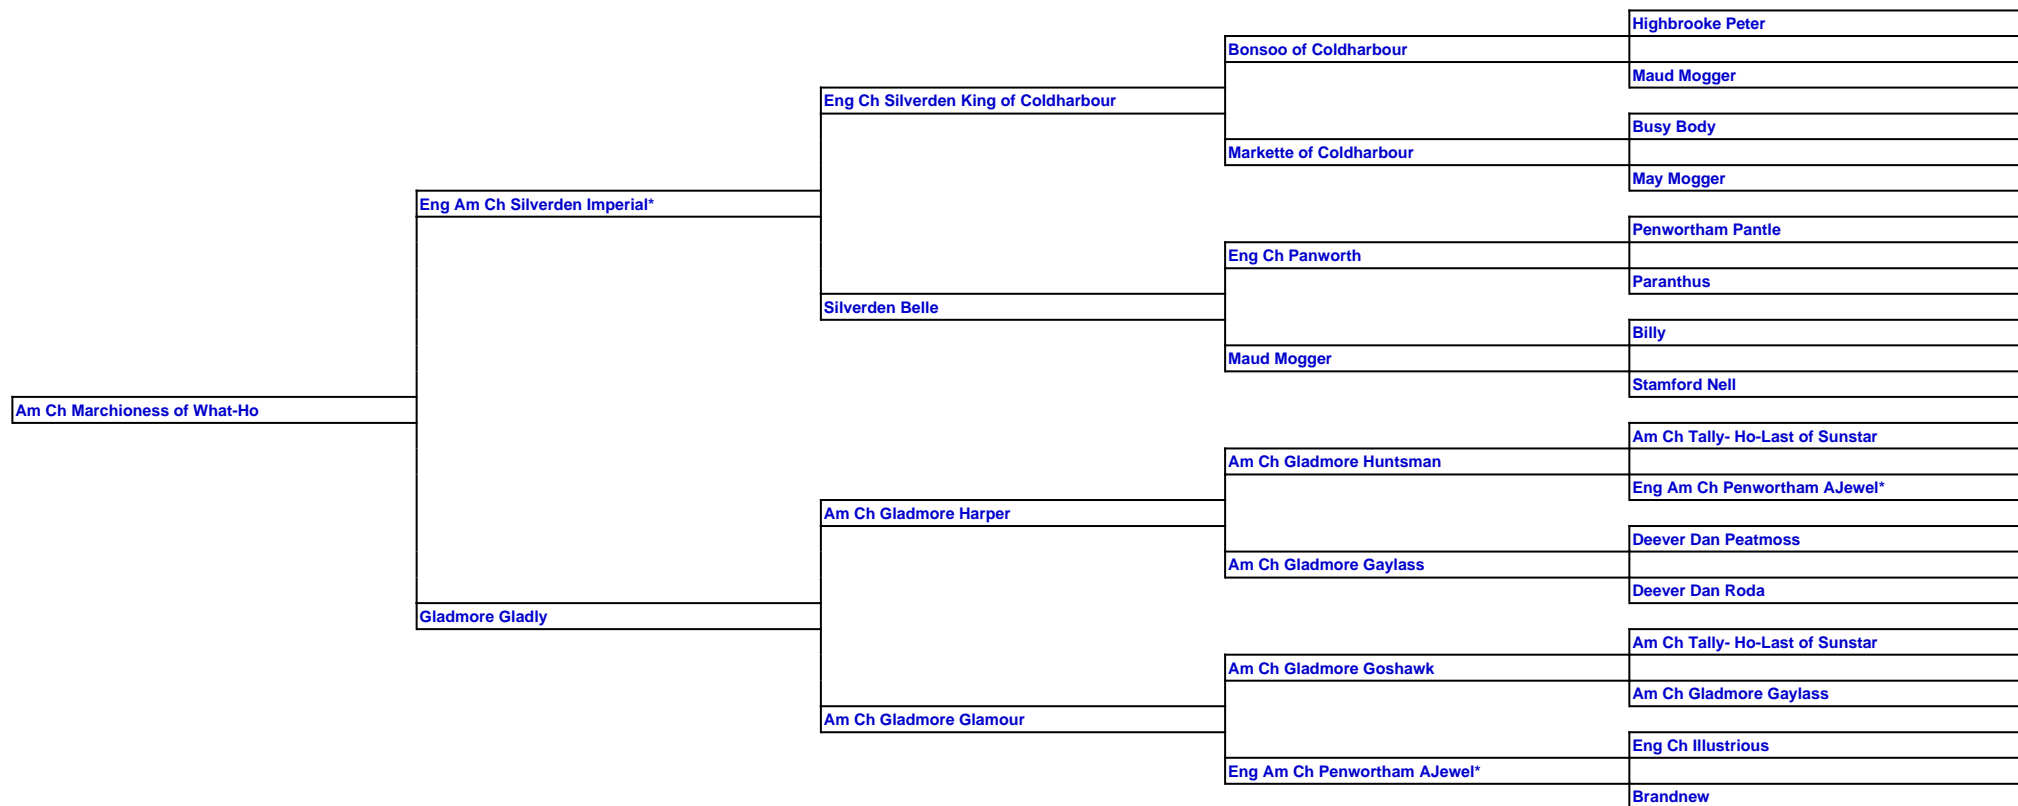 Highbrooke Peter
Bonsoo of Coldharbour
Maud Mogger
Eng Ch Silverden King of Coldharbour
Busy Body
Markette of Coldharbour
May Mogger
Eng Am Ch Silverden Imperial*
Penwortham Pantle
Eng Ch Panworth
Paranthus
Silverden Belle
Billy
Maud Mogger
Stamford Nell
Am Ch Marchioness of What-Ho
Am Ch Tally- Ho-Last of Sunstar
Am Ch Gladmore Huntsman
Eng Am Ch Penwortham AJewel*
Am Ch Gladmore Harper
Deever Dan Peatmoss
Am Ch Gladmore Gaylass
Deever Dan Roda
Gladmore Gladly
Am Ch Tally- Ho-Last of Sunstar
Am Ch Gladmore Goshawk
Am Ch Gladmore Gaylass
Am Ch Gladmore Glamour
Eng Ch Illustrious
Eng Am Ch Penwortham AJewel*
Brandnew